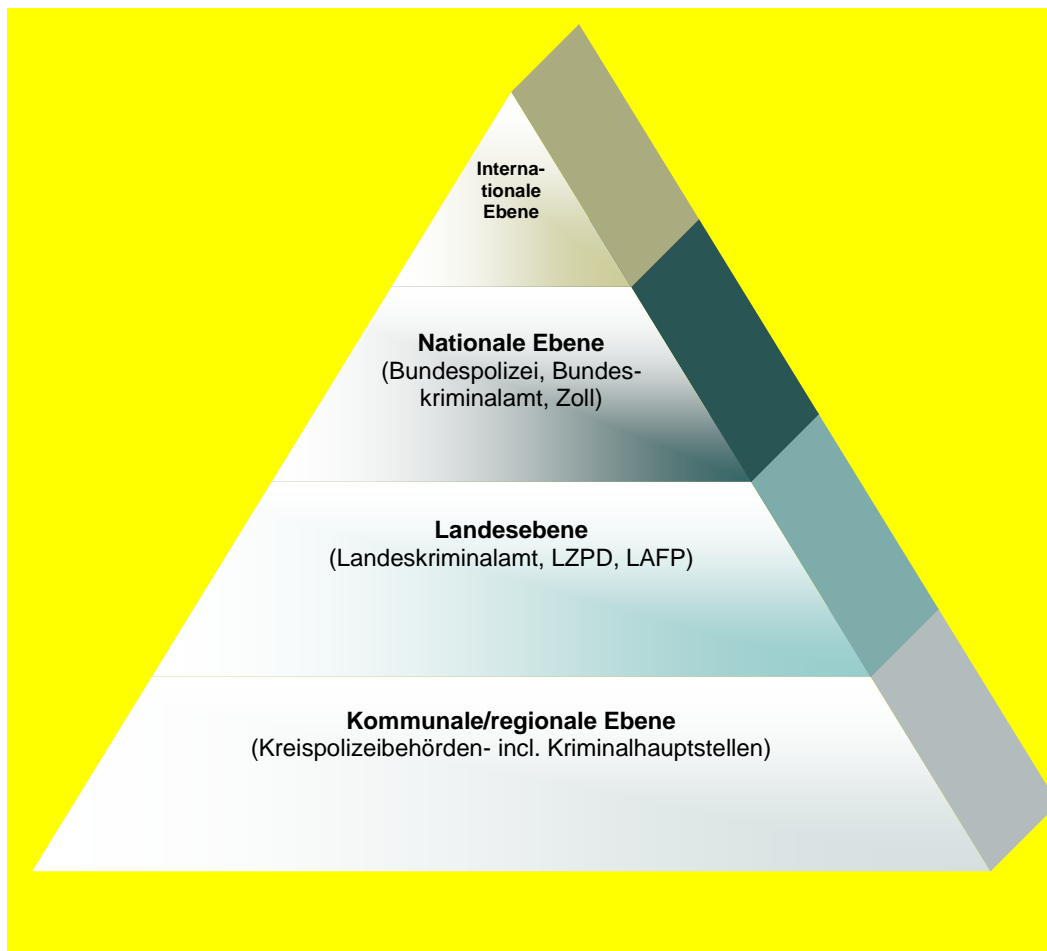 Interna-
tionale
Ebene
Nationale Ebene
(Bundespolizei, Bundes-
kriminalamt, Zoll)
Landesebene
(Landeskriminalamt, LZPD, LAFP)
Kommunale/regionale Ebene
(Kreispolizeibehörden- incl. Kriminalhauptstellen)